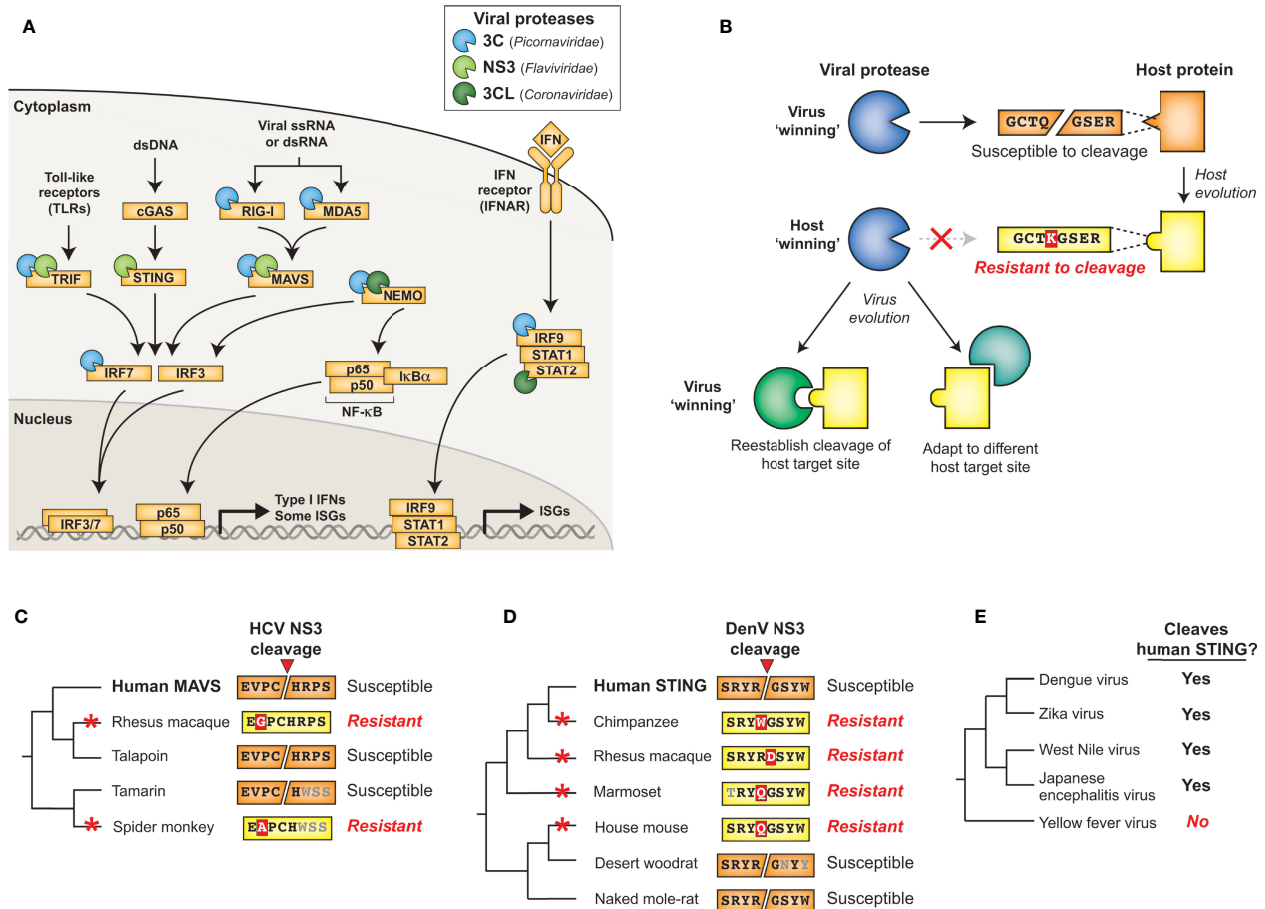 A
Viral proteases
3C (Picornaviridae)
NS3 (Flaviviridae)
3CL (Coronaviridae)
Cytoplasm
Viral ssRNA
or dsRNA
dsDNA
Toll-like
receptors
(TLRs)
IFN
IFN
receptor
(IFNAR)
cGAS
RIG-I
MDA5
TRIF
STING
MAVS
NEMO
IRF7
IRF3
p65
p50
IκBα
NF-κB
IRF9
STAT1
STAT2
Nucleus
IRF3/7
p65
p50
Type I IFNs
Some ISGs
IRF9
STAT1
STAT2
ISGs
B
Viral protease
Host protein
Virus
'winning'
GCTQ GSER
Susceptible to cleavage
Host
evolution
Host
'winning'
GCTKGSER
Resistant to cleavage
Virus
evolution
Virus
'winning'
Reestablish cleavage of
host target site
Adapt to different
host target site
C
HCV NS3
cleavage
Human MAVS EVPC HRPS Susceptible
* Rhesus macaque EGPCHRPS Resistant
Talapoin EVPC HRPS Susceptible
Tamarin EVPC HWSS Susceptible
* Spider monkey EAPCHWSS Resistant
D
DenV NS3
cleavage
Human STING SRYR GSYW Susceptible
* Chimpanzee SRYWGSYW Resistant
* Rhesus macaque SRYRDSYW Resistant
* Marmoset TRYQGSYW Resistant
* House mouse SRYQGSYW Resistant
Desert woodrat SRYR GNYY Susceptible
Naked mole-rat SRYR GSYW Susceptible
E
Cleaves
human STING?
Dengue virus Yes
Zika virus Yes
West Nile virus Yes
Japanese
encephalitis virus Yes
Yellow fever virus No